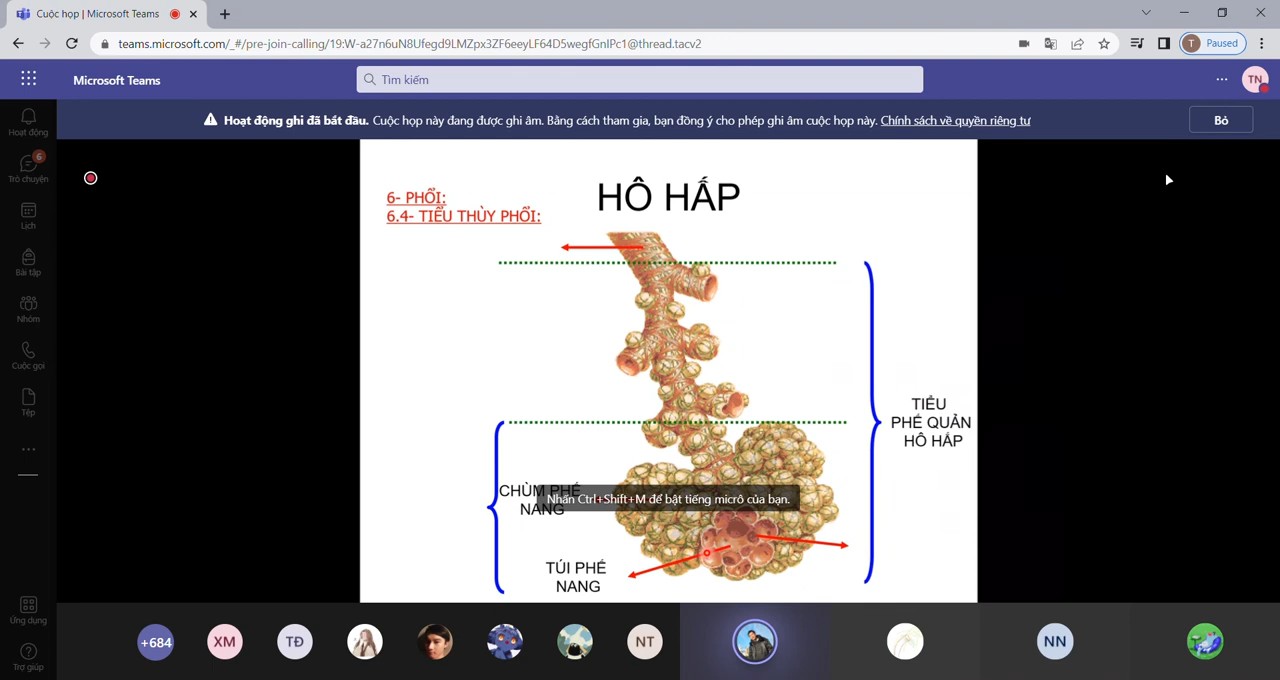 Cuộc họp | Microsoft Teams
teams.microsoft.com/_#/pre-join-calling/19:W-a27n6uN8Ufegd9LMZpx3ZF6eeyLF64D5wegfGnIPc1@thread.tacv2
T Paused
Microsoft Teams
Tìm kiếm
TN
Hoạt động ghi đã bắt đầu. Cuộc họp này đang được ghi âm. Bằng cách tham gia, bạn đồng ý cho phép ghi âm cuộc họp này. Chính sách về quyền riêng tư
Bỏ
Hoạt động
6
Trò chuyện
Lịch
Bài tập
Nhóm
Cuộc gọi
Tệp
Ứng dụng
Trợ giúp
HÔ HẤP
6- PHỔI:
6.4- TIỂU THÙY PHỔI:
TIỂU
PHẾ QUẢN
HÔ HẤP
CHÙM PHẾ
NANG
Nhấn Ctrl+Shift+M để bật tiếng micrô của bạn.
TÚI PHẾ
NANG
+684
XM
TĐ
NT
NN